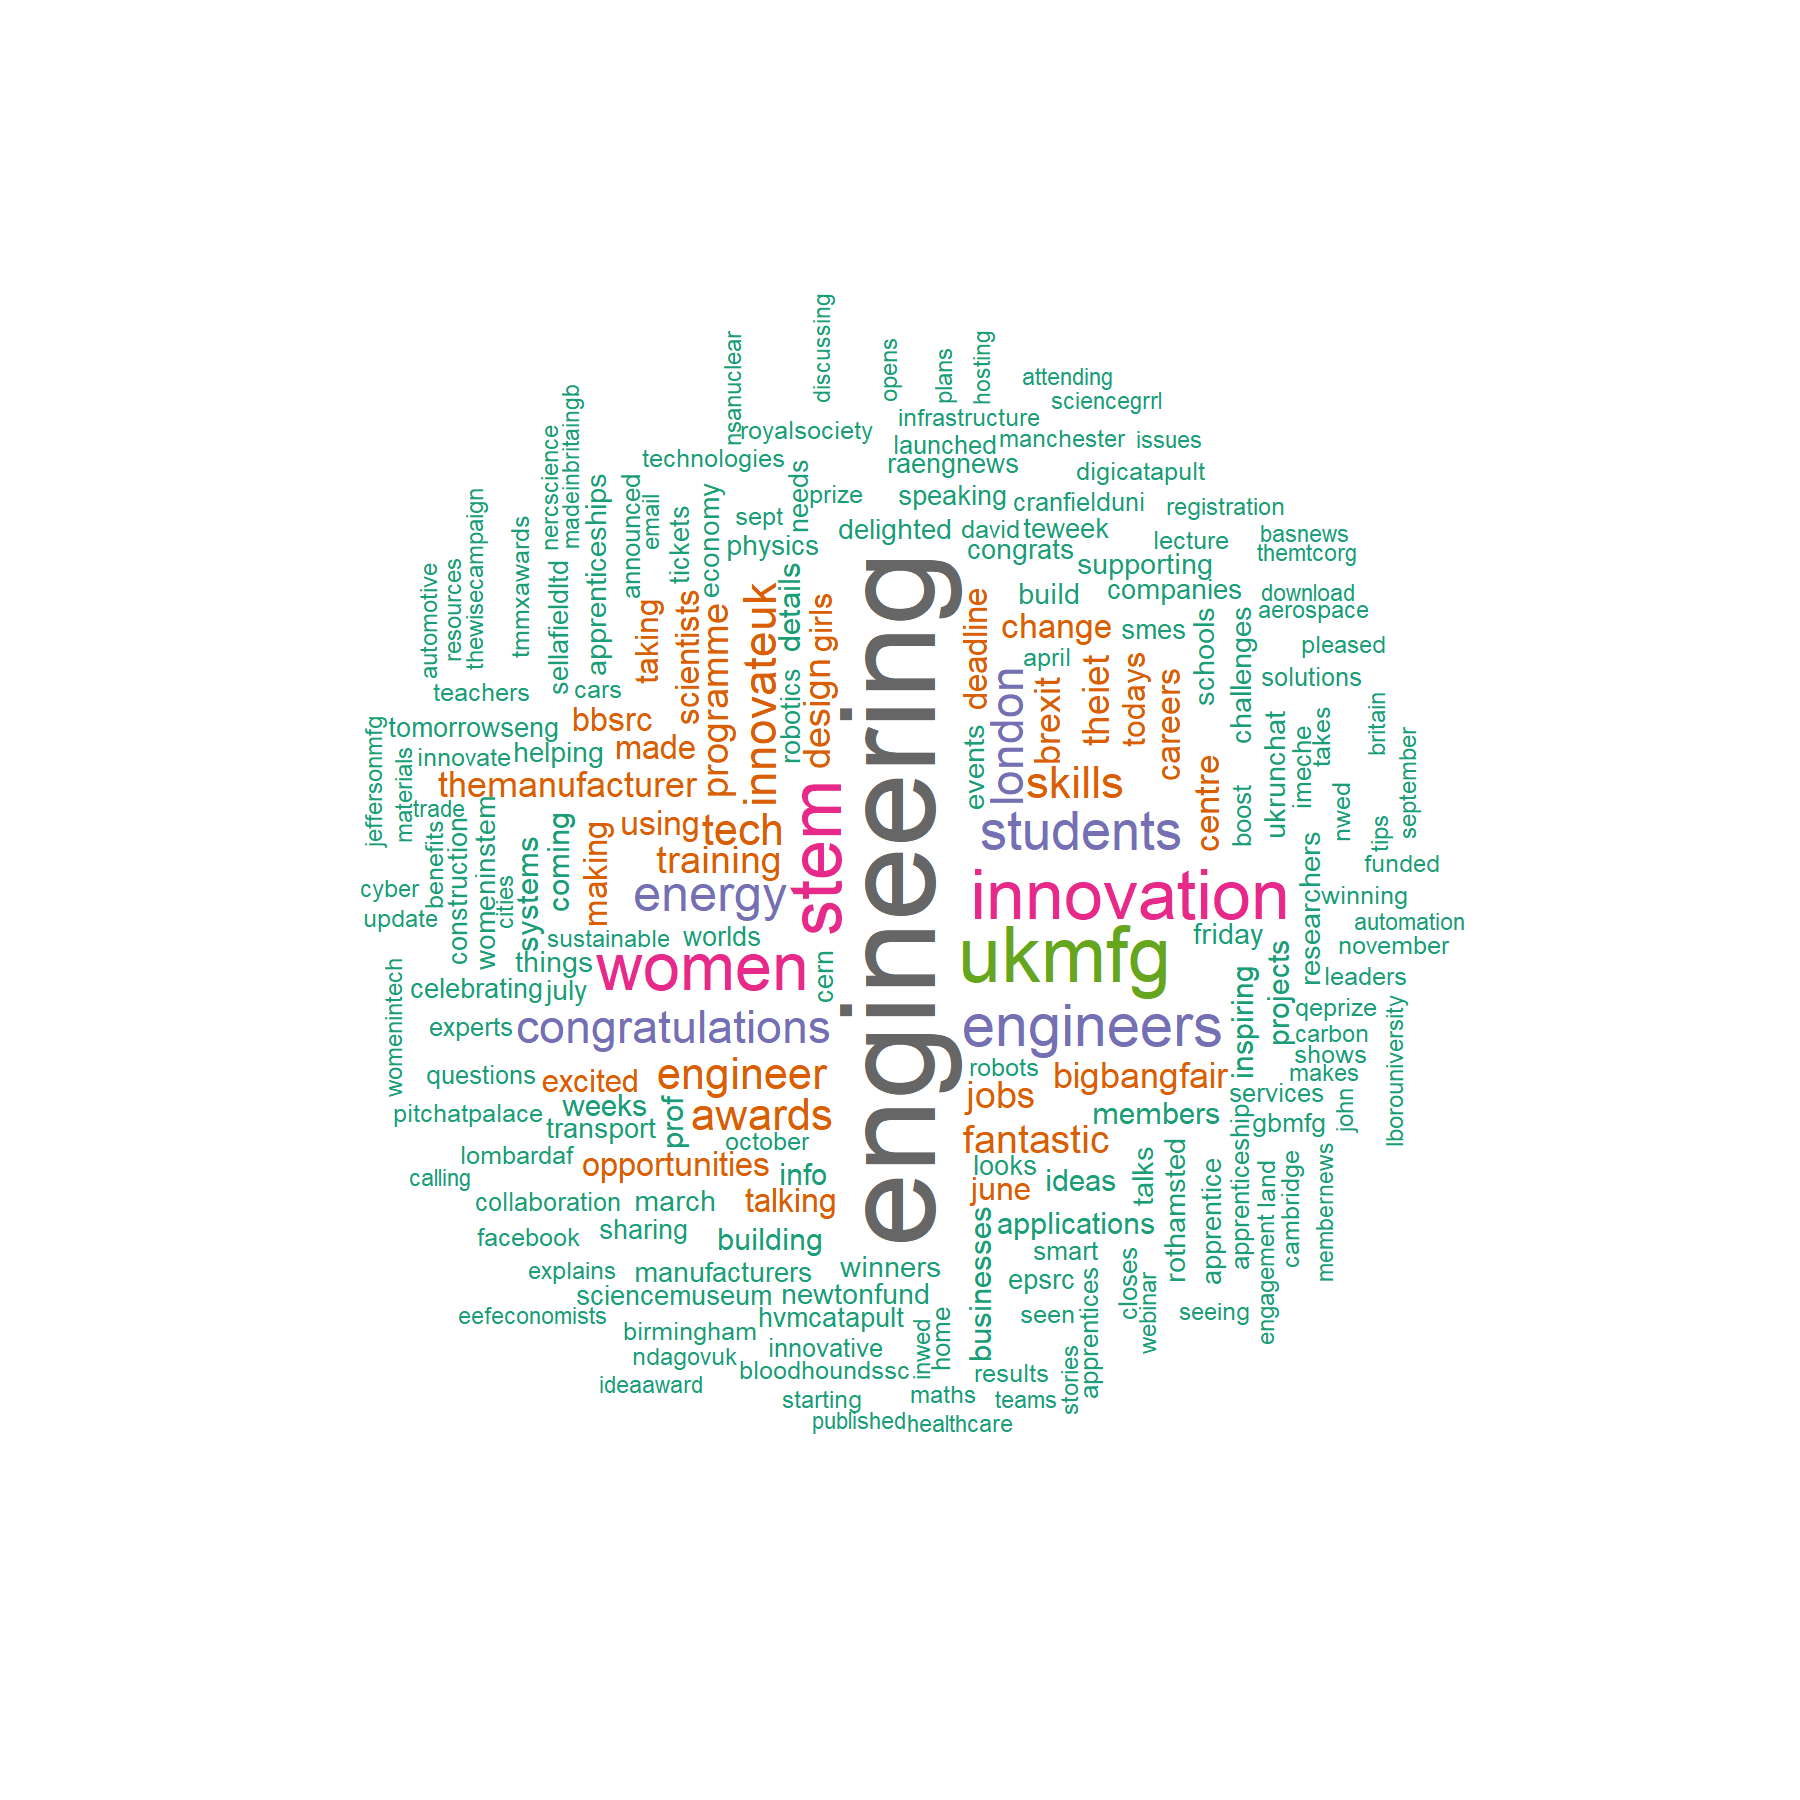 discussing
nsanuclear
opens
plans
hosting
attending
sciencegrrl
madeinbritaingb
infrastructure
royalsociety
nercscience
launched
manchester
issues
technologies
raengnews
digicatapult
needs
prize
speaking
cranfielduni
registration
thewisecampaign
tmmxawards
apprenticeships
announced
email
tickets
economy
sept
physics
delighted
david
teweek
congrats
lecture
basnews
themtcorg
supporting
automotive
resources
sellafieldltd
taking
scientists
programme
innovateuk
details
girls
engineering
deadline
build
companies
download
aerospace
change
smes
schools
challenges
pleased
april
teachers
cars
robotics
design
london
brexit
theiet
todays
careers
solutions
tomorrowseng
bbsrc
jeffersonmfg
materials
innovate
helping
made
events
ukrunchat
imeche
takes
britain
september
themanufacturer
skills
centre
boost
nwed
tips
trade
benefits
construction
womeninstem
cities
systems
coming
making
using
tech
stem
students
training
researchers
funded
cyber
energy
innovation
winning
update
automation
sustainable
worlds
friday
november
things
women
cern
ukmfg
inspiring
projects
leaders
womenintech
celebrating
july
qeprize
lborouniversity
experts
congratulations
engineers
carbon
shows
robots
makes
questions
excited
engineer
bigbangfair
services
john
pitchatpalace
weeks
prof
awards
jobs
members
gbmfg
transport
october
fantastic
apprenticeship
lombardaf
opportunities
info
looks
ideas
talks
rothamsted
apprentice
land
engagement
cambridge
membernews
calling
june
collaboration
march
talking
applications
businesses
facebook
sharing
building
smart
closes
explains
manufacturers
winners
epsrc
apprentices
webinar
sciencemuseum
newtonfund
eefeconomists
hvmcatapult
seen
seeing
birmingham
inwed
home
ndagovuk
innovative
bloodhoundssc
results
stories
ideaaward
starting
maths
teams
published
healthcare